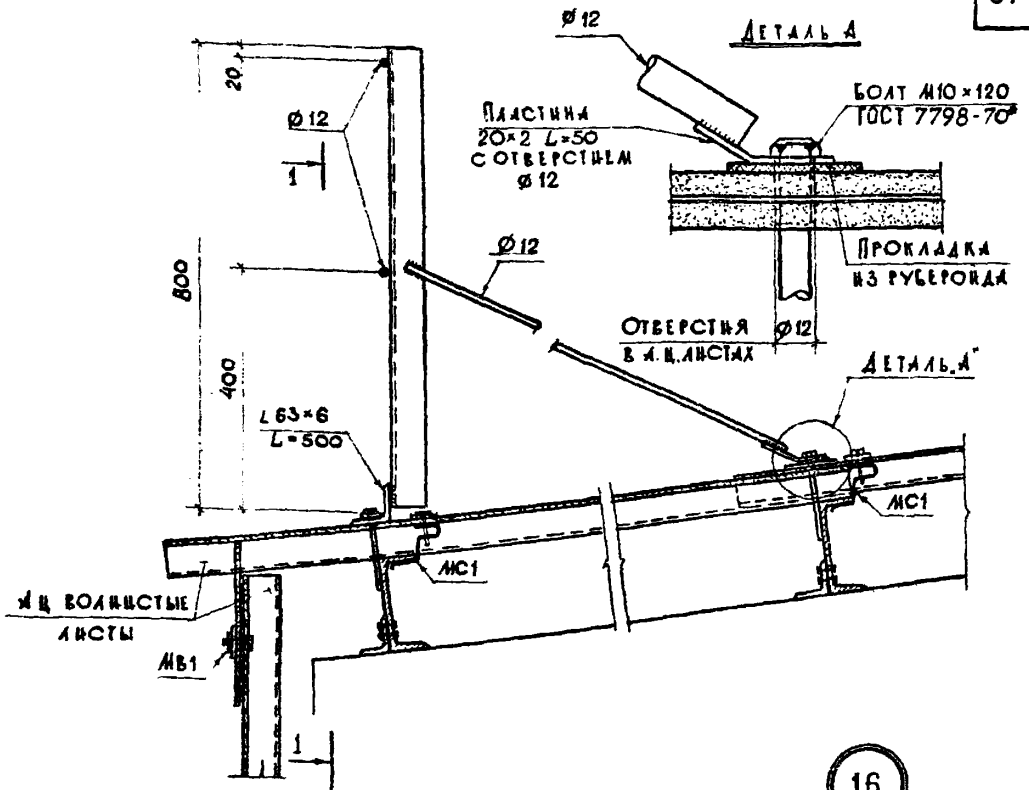 Ø 12
ДЕТАЛЬ А
20
Ø 12
1
ПЛАСТИНА
20×2 L=50
С ОТВЕРСТИЕМ
Ø 12
БОЛТ М10×120
ГОСТ 7798-70*
Ø 12
ПРОКЛАДКА
ИЗ РУБЕРОИДА
800
400
ОТВЕРСТИЯ
В А.Ц. ЛИСТАХ
Ø 12
ДЕТАЛЬ „А"
L 63×6
L=500
МС1
МС1
АЦ ВОЛНИСТЫЕ
ЛИСТЫ
МВ1
1
16